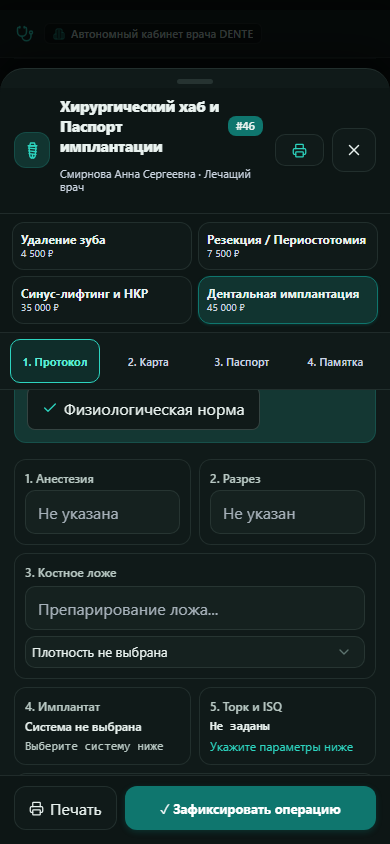 Автономный кабинет врача DENTE
Хирургический хаб и
Паспорт
имплантации
#46
Смирнова Анна Сергеевна · Лечащий
врач
Удаление зуба
4 500 ₽
Резекция / Периостотомия
7 500 ₽
Синус-лифтинг и НКР
35 000 ₽
Дентальная имплантация
45 000 ₽
1. Протокол
2. Карта
3. Паспорт
4. Памятка
✓ Физиологическая норма
1. Анестезия
Не указана
2. Разрез
Не указан
3. Костное ложе
Препарирование ложа...
Плотность не выбрана
4. Имплантат
Система не выбрана
Выберите систему ниже
5. Торк и ISQ
Не заданы
Укажите параметры ниже
Печать
✓ Зафиксировать операцию